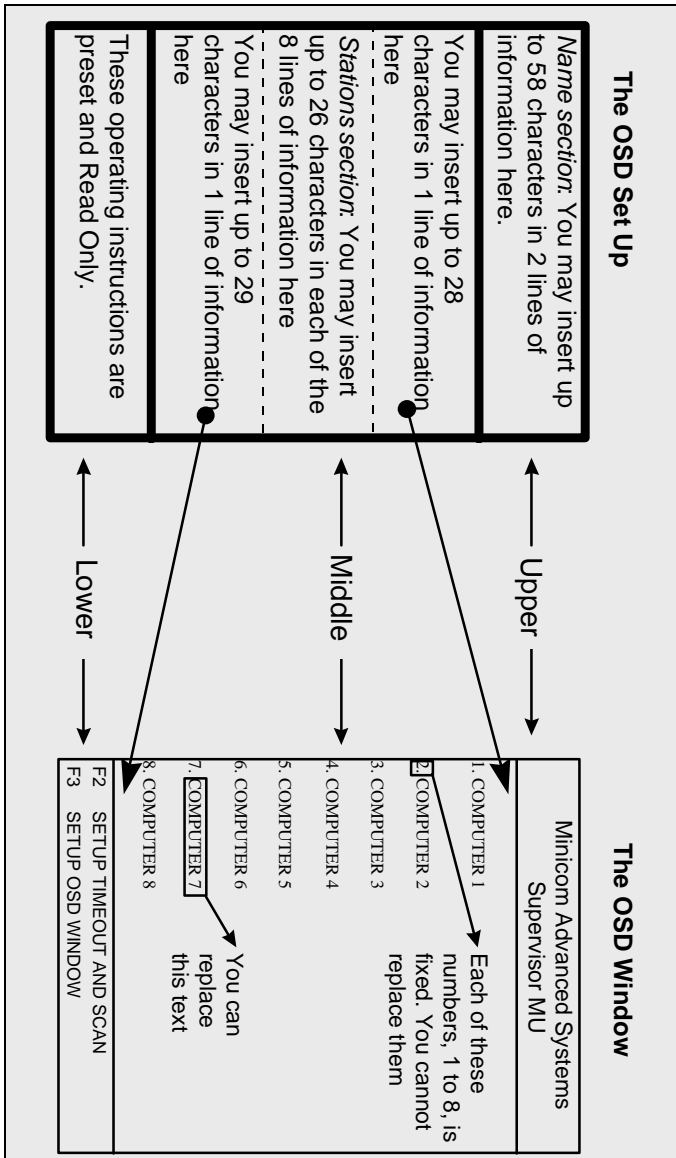 The OSD Set Up
Name section: You may insert up
to 58 characters in 2 lines of
information here.
You may insert up to 28
characters in 1 line of information
here
Stations section: You may insert
up to 26 characters in each of the
8 lines of information here
You may insert up to 29
characters in 1 line of information
here
These operating instructions are
preset and Read Only.
Upper
Middle
Lower
The OSD Window
Minicom Advanced Systems
Supervisor MU
1. COMPUTER 1
2. COMPUTER 2
3. COMPUTER 3
4. COMPUTER 4
5. COMPUTER 5
6. COMPUTER 6
7. COMPUTER 7
8. COMPUTER 8
Each of these
numbers, 1 to 8, is
fixed. You cannot
replace them
You can
replace
this text
F2 SETUP TIMEOUT AND SCAN
F3 SETUP OSD WINDOW